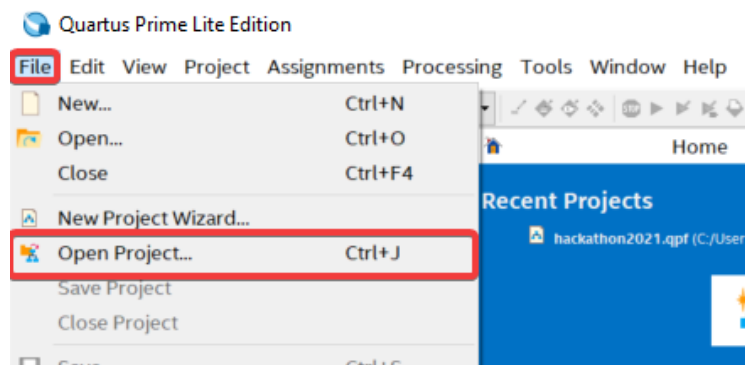 Quartus Prime Lite Edition
File Edit View Project Assignments Processing Tools Window Help
New... Ctrl+N
Open... Ctrl+O
Home
Close Ctrl+F4
Recent Projects
New Project Wizard...
hackathon2021.qpf (C:/User
Open Project... Ctrl+J
Save Project
Close Project